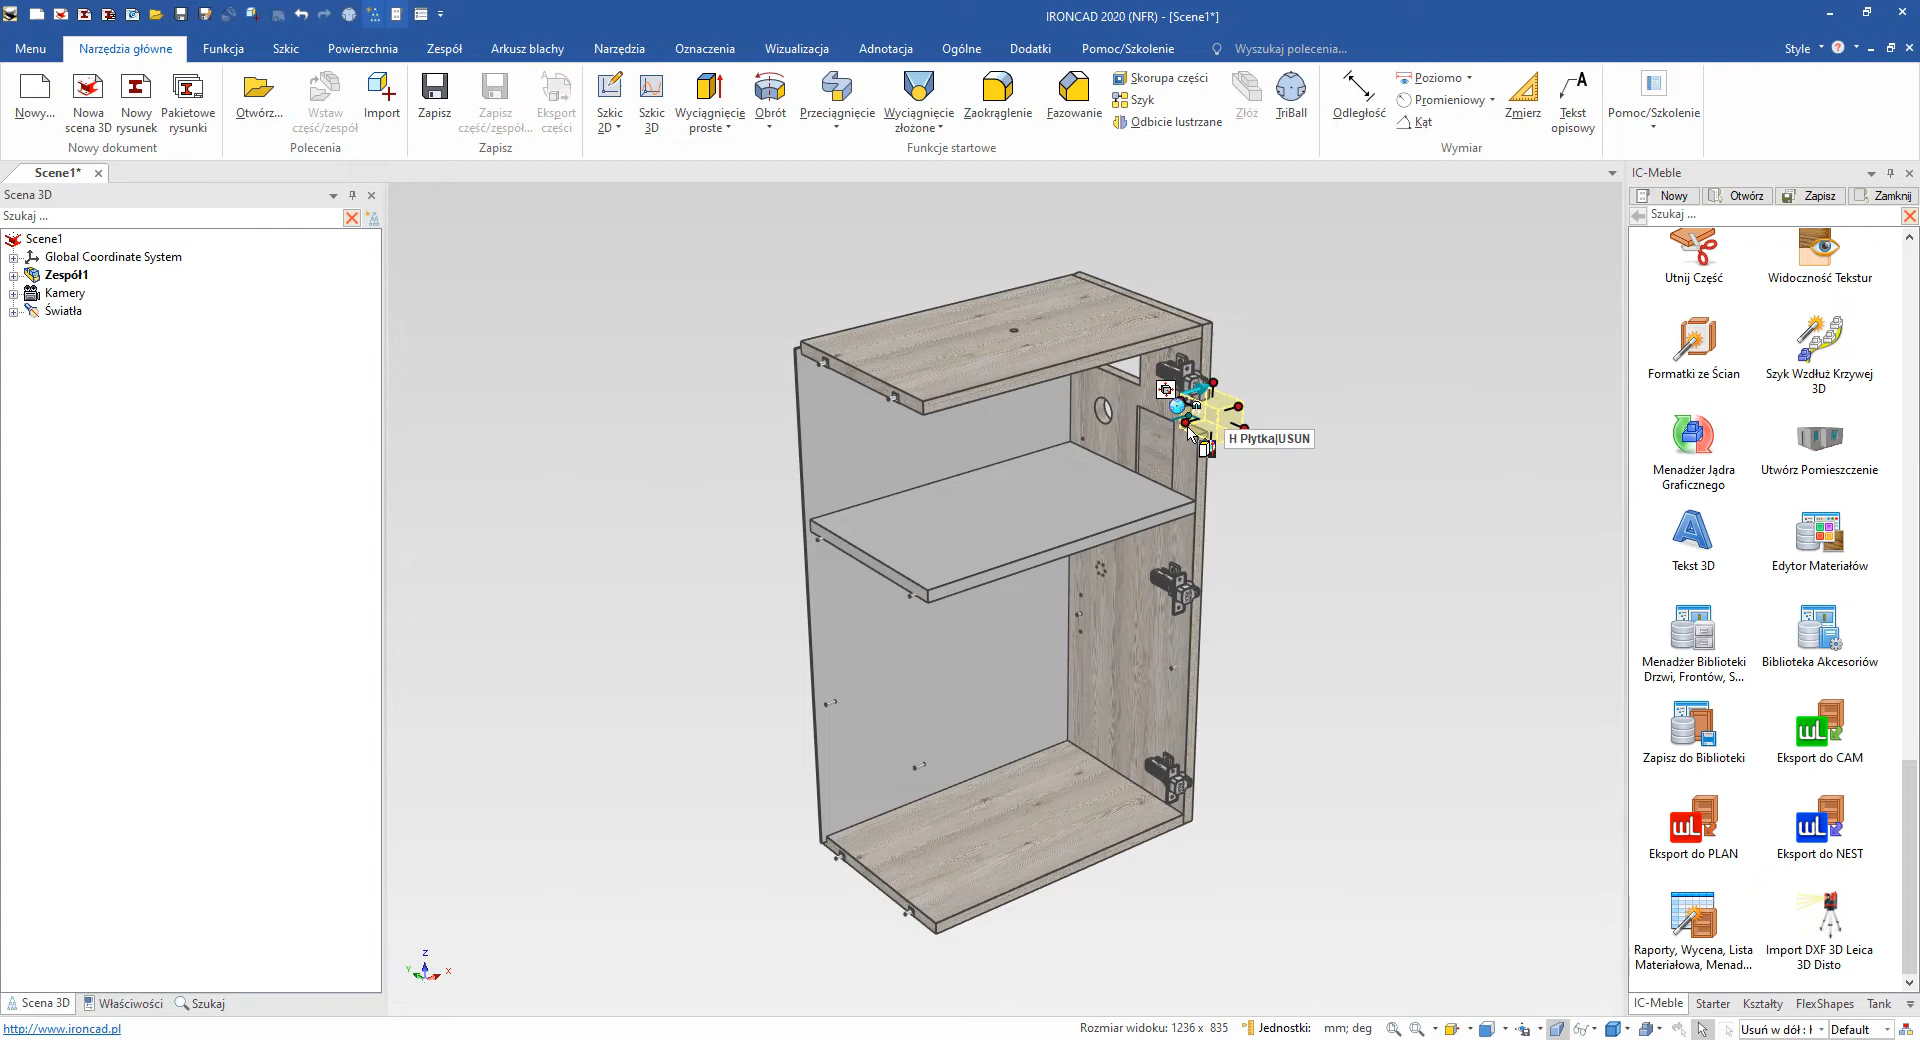 IRONCAD 2020 (NFR) - [Scene1*]
Menu
Narzędzia główne
Funkcja
Szkic
Powierzchnia
Zespół
Arkusz blachy
Narzędzia
Oznaczenia
Wizualizacja
Adnotacja
Ogólne
Dodatki
Pomoc/Szkolenie
Wyszukaj polecenia...
Style
Nowy...
Nowa scena 3D
Nowy rysunek
Pakietowe rysunki
Nowy dokument
Otwórz...
Wstaw część/zespół
Import
Polecenia
Zapisz
Zapisz część/zespół...
Eksport części
Zapisz
Szkic 2D
Szkic 3D
Wyciągnięcie proste
Obrót
Przeciągnięcie
Wyciągnięcie złożone
Zaokrąglenie
Fazowanie
Skorupa części
Szyk
Odbicie lustrzane
Złóż
TriBall
Funkcje startowe
Odległość
Poziomo
Promieniowy
Kąt
Zmierz
Tekst opisowy
Wymiar
Pomoc/Szkolenie
Scene1*
Scena 3D
Szukaj ...
Scene1
Global Coordinate System
Zespół1
Kamery
Światła
H Płytka|USUN
Z
Y
X
IC-Meble
Nowy
Otwórz
Zapisz
Zamknij
Szukaj ...
Utnij Część
Widoczność Tekstur
Formatki ze Ścian
Szyk Wzdłuż Krzywej
3D
Menadżer Jądra
Graficznego
Utwórz Pomieszczenie
Tekst 3D
Edytor Materiałów
Menadżer Biblioteki
Drzwi, Frontów, S...
Biblioteka Akcesoriów
Zapisz do Biblioteki
Eksport do CAM
Eksport do PLAN
Eksport do NEST
Raporty, Wycena, Lista
Materiałowa, Menad...
Import DXF 3D Leica
3D Disto
IC-Meble
Starter
Kształty
FlexShapes
Tank
Scena 3D
Właściwości
Szukaj
http://www.ironcad.pl
Rozmiar widoku: 1236 x 835
Jednostki:
mm; deg
Usuń w dół : F
Default